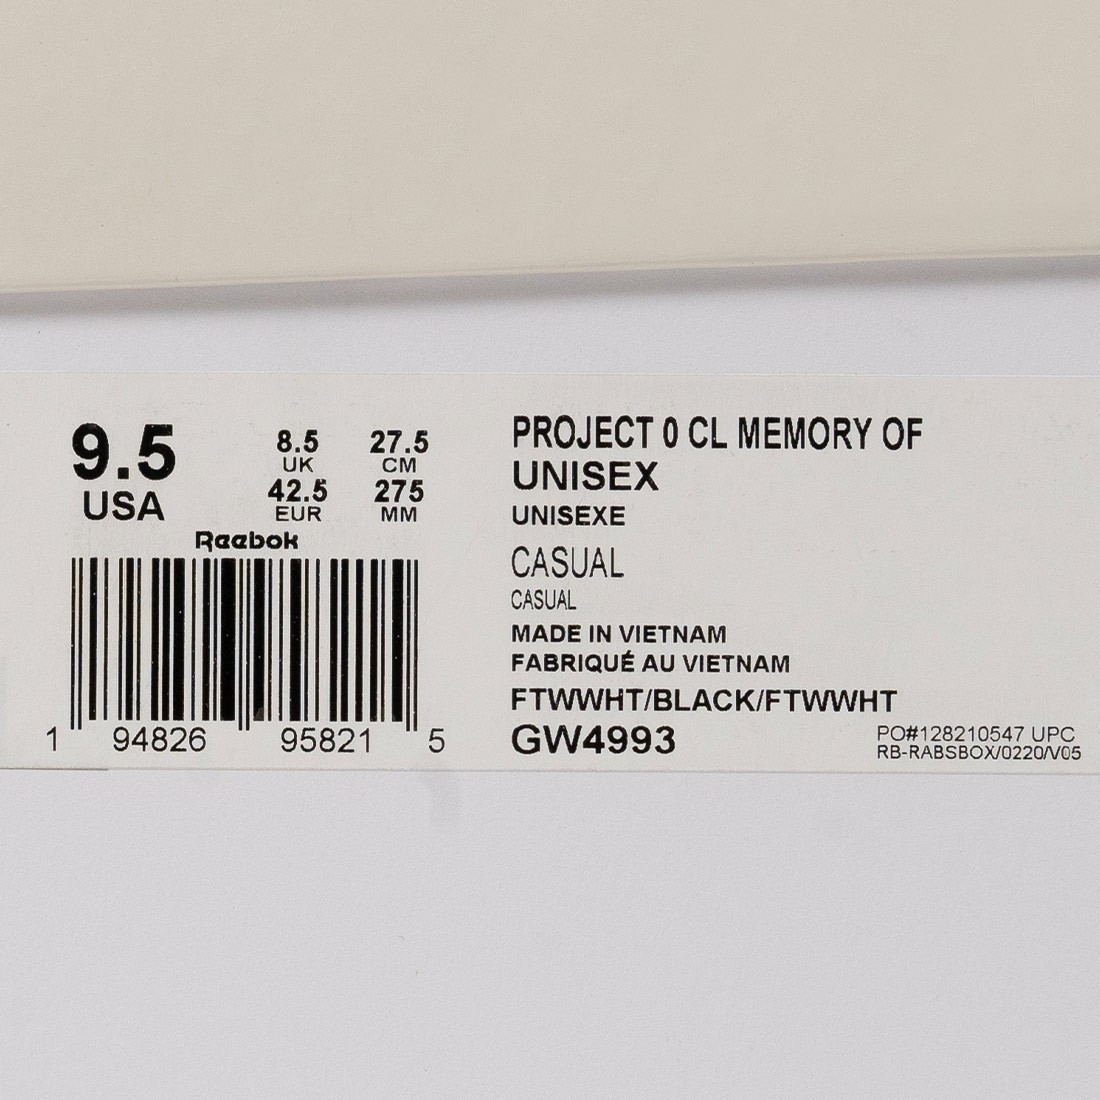 9.5
USA
8.5
UK
42.5
EUR
27.5
CM
275
MM
Reebok
1 94826 95821 5
PROJECT 0 CL MEMORY OF
UNISEX
UNISEXE
CASUAL
CASUAL
MADE IN VIETNAM
FABRIQUÉ AU VIETNAM
FTWWHT/BLACK/FTWWHT
GW4993
PO#128210547 UPC
RB-RABSBOX/0220/V05